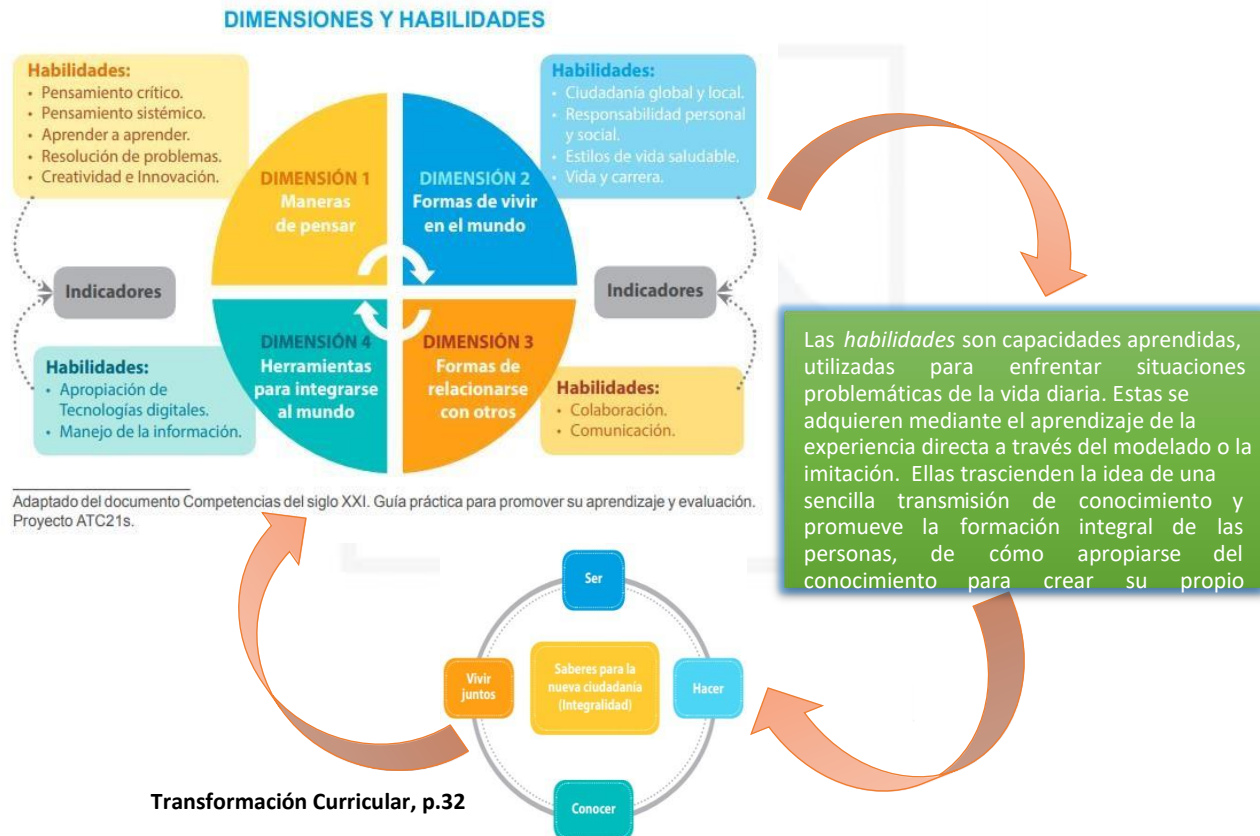 DIMENSIONES Y HABILIDADES
Habilidades:
• Pensamiento crítico.
• Pensamiento sistémico.
• Aprender a aprender.
• Resolución de problemas.
• Creatividad e Innovación.
Habilidades:
• Ciudadanía global y local.
• Responsabilidad personal
y social.
• Estilos de vida saludable.
• Vida y carrera.
DIMENSIÓN 1
Maneras
de pensar
DIMENSIÓN 2
Formas de vivir
en el mundo
Indicadores
Indicadores
DIMENSIÓN 4
Herramientas
para integrarse
al mundo
DIMENSIÓN 3
Formas de
relacionarse
con otros
Habilidades:
• Apropiación de
Tecnologías digitales.
• Manejo de la información.
Habilidades:
• Colaboración.
• Comunicación.
Adaptado del documento Competencias del siglo XXI. Guía práctica para promover su aprendizaje y evaluación.
Proyecto ATC21s.
Las habilidades son capacidades aprendidas,
utilizadas para enfrentar situaciones
problemáticas de la vida diaria. Estas se
adquieren mediante el aprendizaje de la
experiencia directa a través del modelado o la
imitación. Ellas trascienden la idea de una
sencilla transmisión de conocimiento y
promueve la formación integral de las
personas, de cómo apropiarse del
conocimiento para crear su propio
Ser
Vivir
juntos
Saberes para la
nueva ciudadanía
(Integralidad)
Hacer
Conocer
Transformación Curricular, p.32